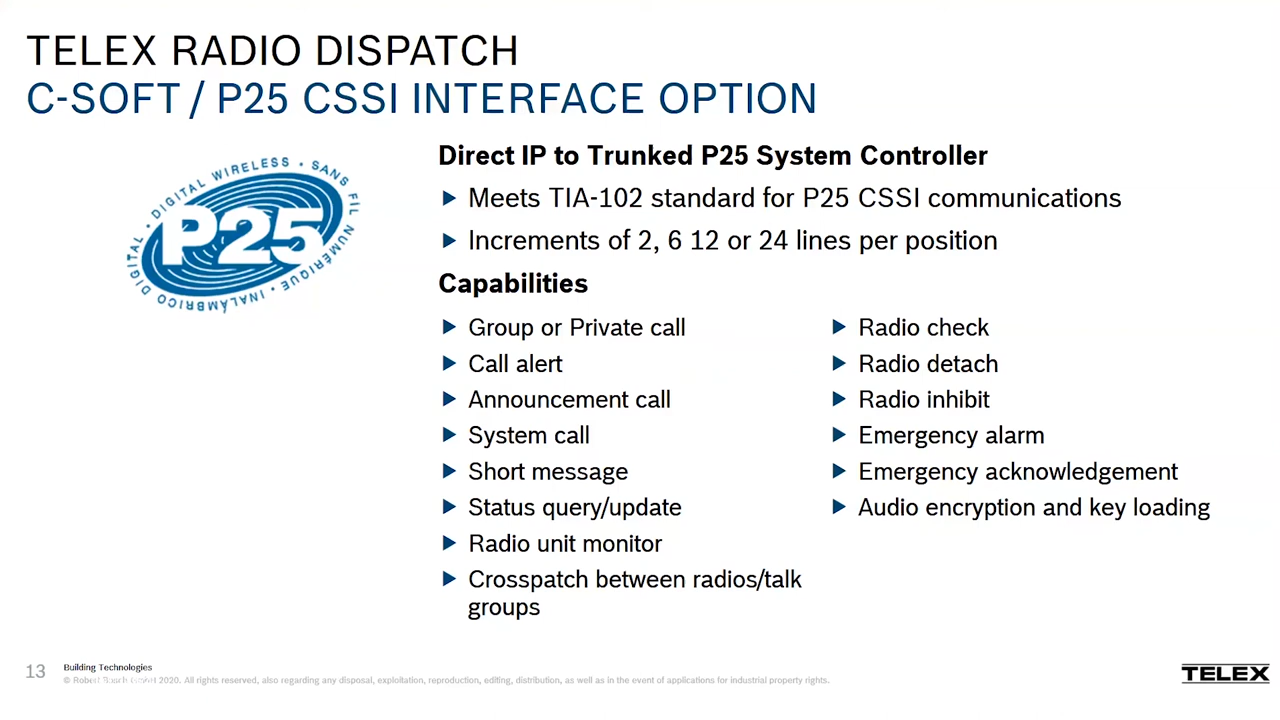 TELEX RADIO DISPATCH
C-SOFT / P25 CSSI INTERFACE OPTION
DIGITAL WIRELESS • SANS FIL NUMÉRIQUE • INALÁMBRICO DIGITAL •
P25
Direct IP to Trunked P25 System Controller
Meets TIA-102 standard for P25 CSSI communications
Increments of 2, 6 12 or 24 lines per position
Capabilities
Group or Private call
Call alert
Announcement call
System call
Short message
Status query/update
Radio unit monitor
Crosspatch between radios/talk
groups
Radio check
Radio detach
Radio inhibit
Emergency alarm
Emergency acknowledgement
Audio encryption and key loading
13
Building Technologies
© Robert Bosch GmbH 2020. All rights reserved, also regarding any disposal, exploitation, reproduction, editing, distribution, as well as in the event of applications for industrial property rights.
TELEX